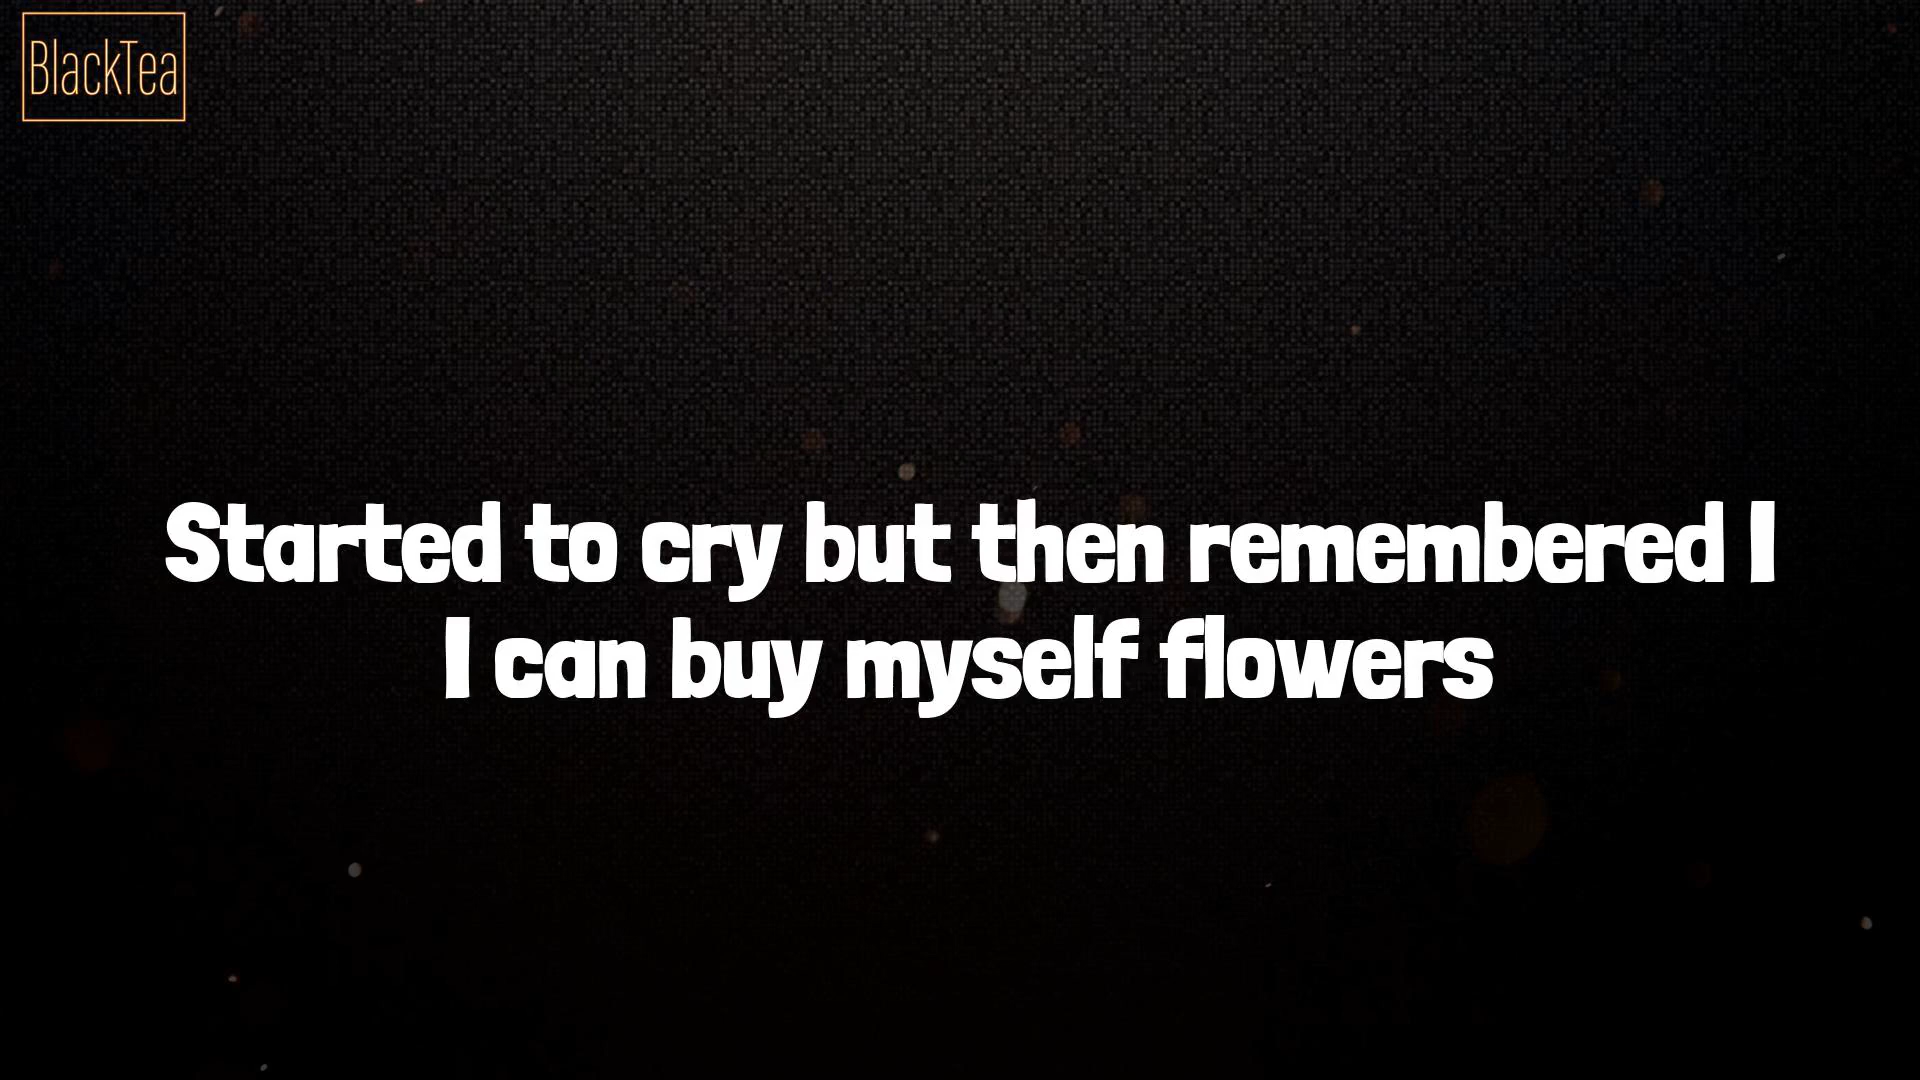 BlackTea
Started to cry but then remembered I
I can buy myself flowers